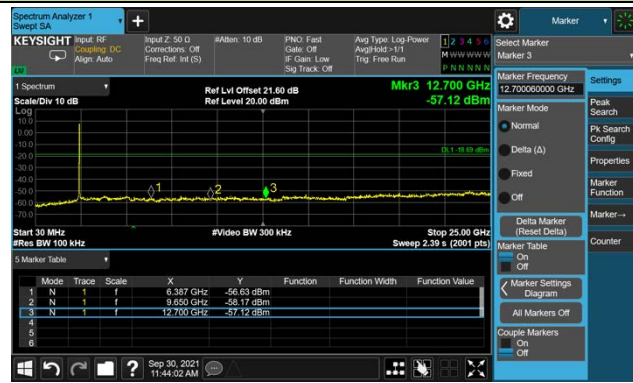 Spectrum Analyzer 1
Swept SA
Marker
KEYSIGHT Input: RF Input Z: 50 Ω #Atten: 10 dB PNO: Fast Avg Type: Log-Power 1 2 3 4 5 6
Coupling: DC Corrections: Off Gate: Off Avg|Hold:>1/1 M W W W W W
Align: Auto Freq Ref: Int (S) IF Gain: Low Trig: Free Run P N N N N N
Sig Track: Off
LXI
Select Marker
Marker 3
1 Spectrum Ref Lvl Offset 21.60 dB Mkr3 12.700 GHz
Scale/Div 10 dB Ref Level 20.00 dBm -57.12 dBm
Log
10.0
0.00
-10.0
DL1 -18.69 dBm
-20.0
-30.0
-40.0
-50.0
-60.0
-70.0
1
2
3
Start 30 MHz #Video BW 300 kHz Stop 25.00 GHz
#Res BW 100 kHz Sweep 2.39 s (2001 pts)
5 Marker Table
Mode Trace Scale X Y Function Function Width Function Value
1 N 1 f 6.387 GHz -56.63 dBm
2 N 1 f 9.650 GHz -58.17 dBm
3 N 1 f 12.700 GHz -57.12 dBm
4
5
6
Sep 30, 2021
11:44:02 AM
Marker Frequency
12.700060000 GHz
Marker Mode
Normal
Delta (Δ)
Fixed
Off
Delta Marker
(Reset Delta)
Marker Table
On
Off
Marker Settings
Diagram
All Markers Off
Couple Markers
On
Off
Settings
Peak
Search
Pk Search
Config
Properties
Marker
Function
Marker→
Counter